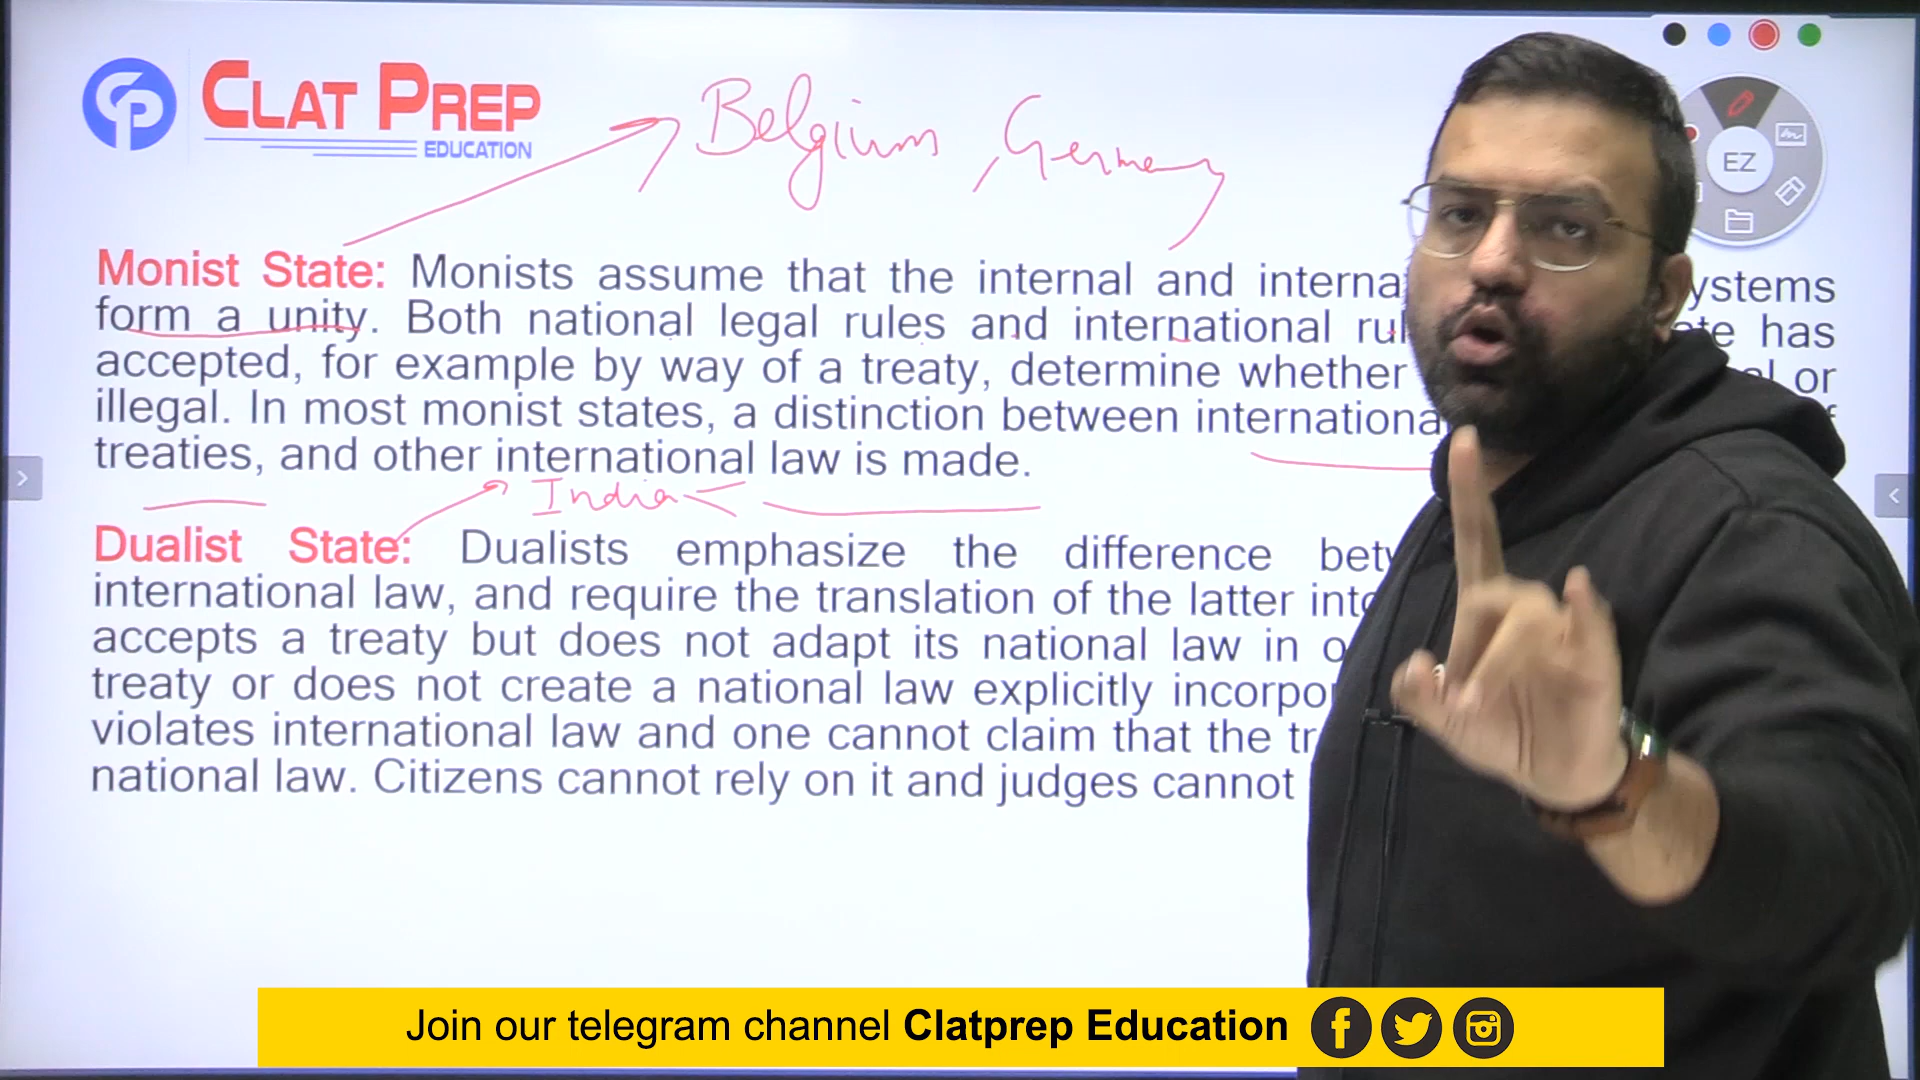 CLAT PREP
EDUCATION
Belgium, Germany
EZ
Monist State: Monists assume that the internal and interna ystems
form a unity. Both national legal rules and international rul te has
accepted, for example by way of a treaty, determine whether al or
illegal. In most monist states, a distinction between internationa
treaties, and other international law is made.
India
Dualist State: Dualists emphasize the difference betw
international law, and require the translation of the latter into
accepts a treaty but does not adapt its national law in o
treaty or does not create a national law explicitly incorpo
violates international law and one cannot claim that the tr
national law. Citizens cannot rely on it and judges cannot
Join our telegram channel Clatprep Education